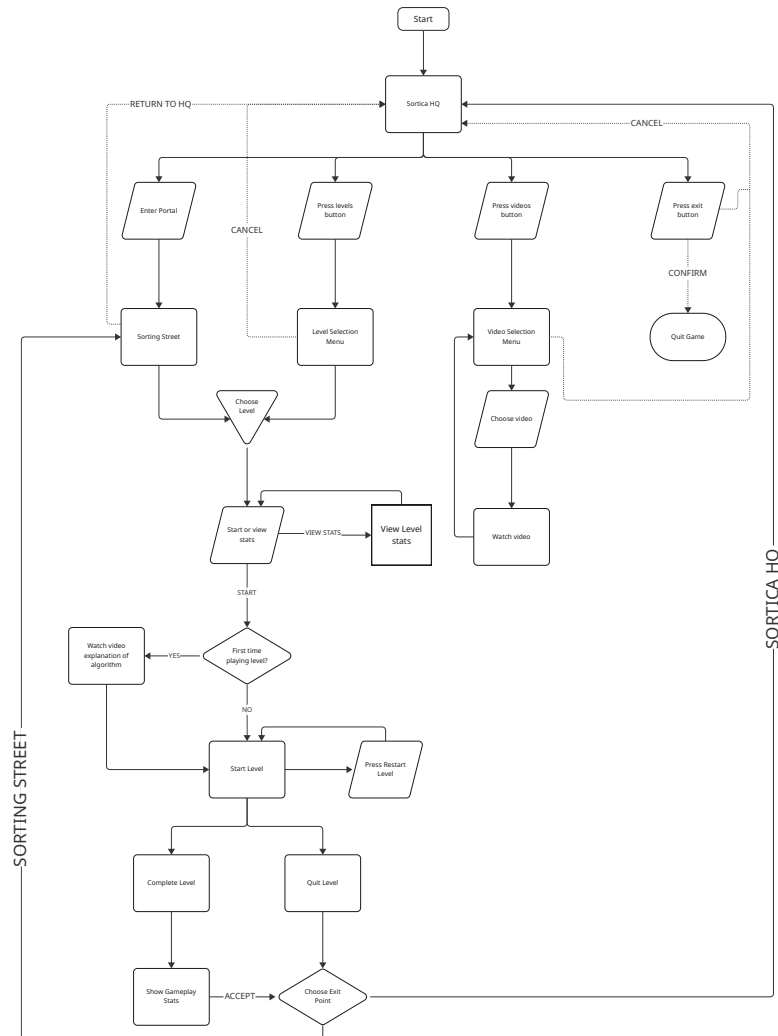 Start
Sortica HQ
RETURN TO HQ
CANCEL
Enter Portal
Press levels
button
Press videos
button
Press exit
button
CANCEL
CONFIRM
Sorting Street
Level Selection
Menu
Video Selection
Menu
Quit Game
Choose
Level
Choose video
Start or view
stats
VIEW STATS
View Level
stats
Watch video
START
SORTICA HQ
Watch video
explanation of
algorithm
YES
First time
playing level?
NO
SORTING STREET
Start Level
Press Restart
Level
Complete Level
Quit Level
Show Gameplay
Stats
ACCEPT
Choose Exit
Point